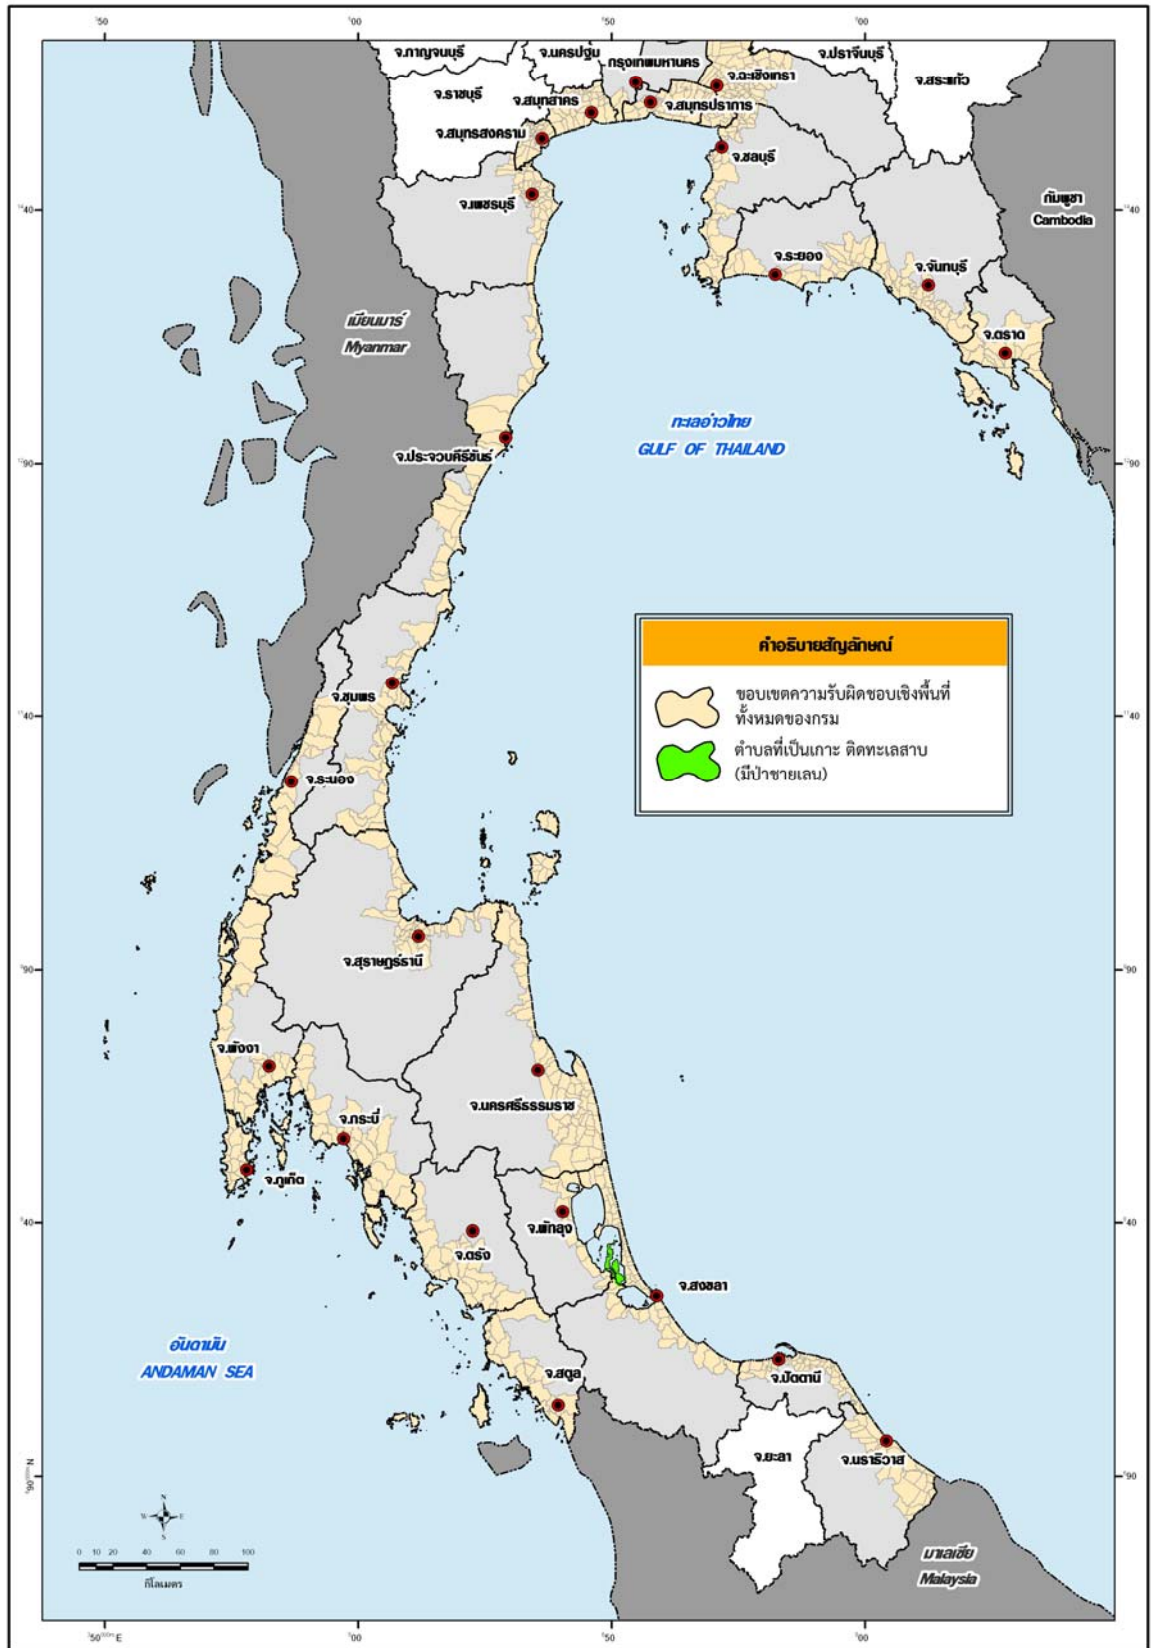 จ.กาญจนบุรี
จ.นครปฐม
กรุงเทพมหานคร
จ.ปราจีนบุรี
จ.ฉะเชิงเทรา
จ.สระแก้ว
จ.ราชบุรี
จ.สมุทสาคร
จ.สมุทรปราการ
จ.สมุทรสงคราม
จ.ชลบุรี
จ.เพชรบุรี
กัมพูชา
Cambodia
จ.ระยอง
จ.จันทบุรี
เมียนมาร์
Myanmar
จ.ตราด
ทะเลอ่าวไทย
GULF OF THAILAND
จ.ประจวบคีรีขันธ์
คำอธิบายสัญลักษณ์
ขอบเขตความรับผิดชอบเชิงพื้นที่
ทั้งหมดของกรม
ตำบลที่เป็นเกาะ ติดทะเลสาบ
(มีป่าชายเลน)
จ.ชุมพร
จ.ระนอง
จ.สุราษฎร์ธานี
จ.พังงา
จ.นครศรีธรรมราช
จ.กระบี่
จ.ภูเก็ต
จ.พัทลุง
จ.ตรัง
จ.สงขลา
อันดามัน
ANDAMAN SEA
จ.สตูล
จ.ปัตตานี
จ.ยะลา
จ.นราธิวาส
มาเลเซีย
Malaysia
N
W E
S
0 10 20 40 60 80 100
กิโลเมตร